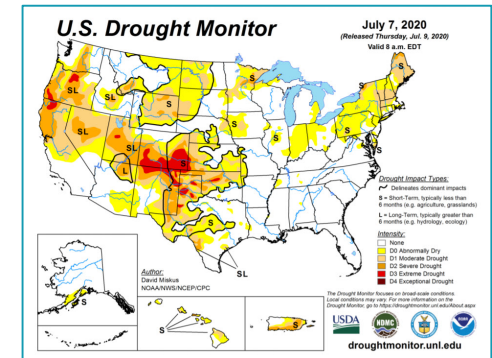 U.S. Drought Monitor
July 7, 2020
(Released Thursday, Jul. 9, 2020)
Valid 8 a.m. EDT
SL
SL
S
S
S
S
S
S
S
S
SL
SL
S
L
S
SL
Drought Impact Types:
Delineates dominant impacts
S = Short-Term, typically less than
6 months (e.g. agriculture, grasslands)
L = Long-Term, typically greater than
6 months (e.g. hydrology, ecology)
Intensity:
None
D0 Abnormally Dry
D1 Moderate Drought
D2 Severe Drought
D3 Extreme Drought
D4 Exceptional Drought
S
Author:
David Miskus
NOAA/NWS/NCEP/CPC
S
S
The Drought Monitor focuses on broad-scale conditions.
Local conditions may vary. For more information on the
Drought Monitor, go to https://droughtmonitor.unl.edu/About.aspx
USDA
NDMC
NOAA
droughtmonitor.unl.edu